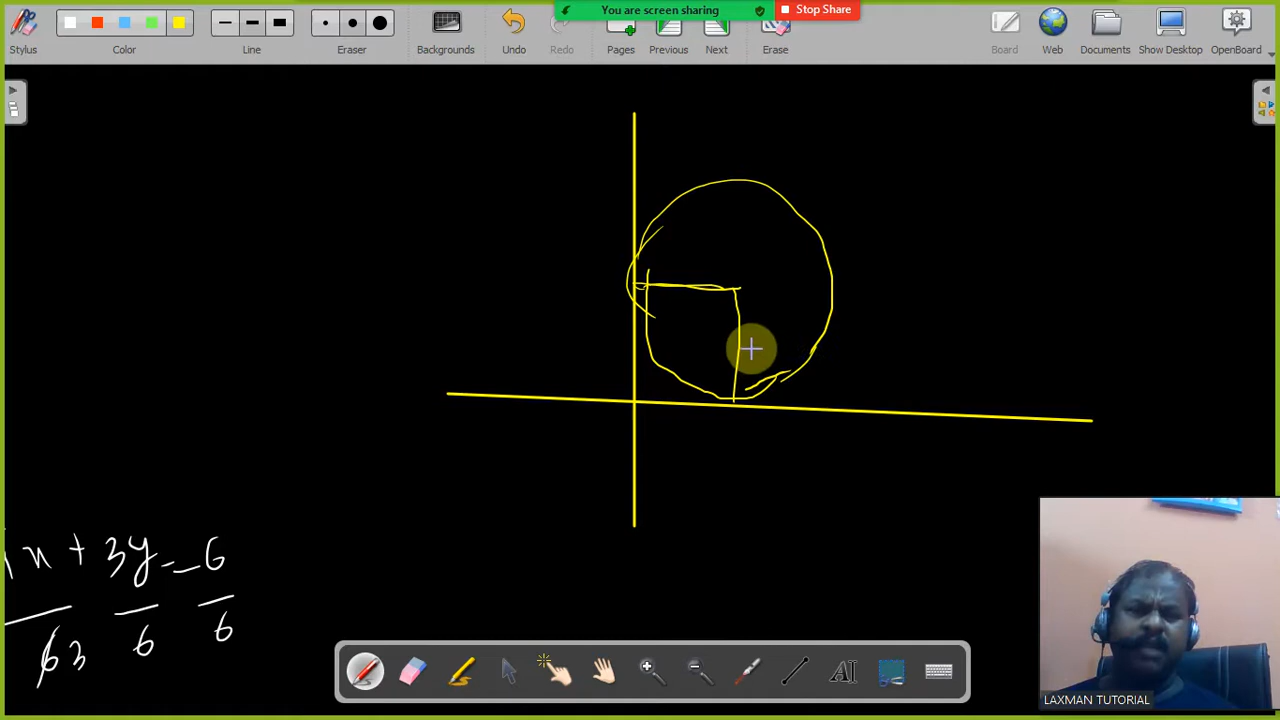 You are screen sharing
Stop Share
Stylus
Color
Line
Eraser
Backgrounds
Undo
Redo
Pages
Previous
Next
Erase
Board
Web
Documents
Show Desktop
OpenBoard
x + 3y = 6
63 6 6
AI
LAXMAN TUTORIAL